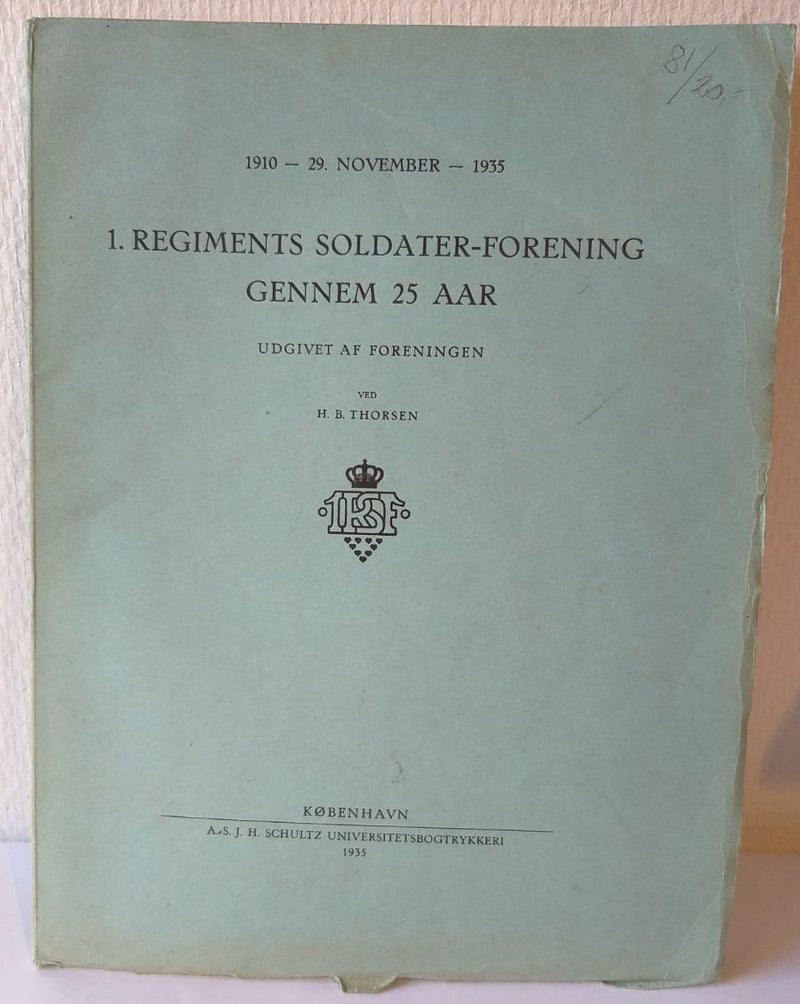 81/20,-
1910 — 29. NOVEMBER — 1935
1. REGIMENTS SOLDATER-FORENING
GENNEM 25 AAR
UDGIVET AF FORENINGEN
VED
H. B. THORSEN
1RSF
KØBENHAVN
A.-S. J. H. SCHULTZ UNIVERSITETSBOGTRYKKERI
1935